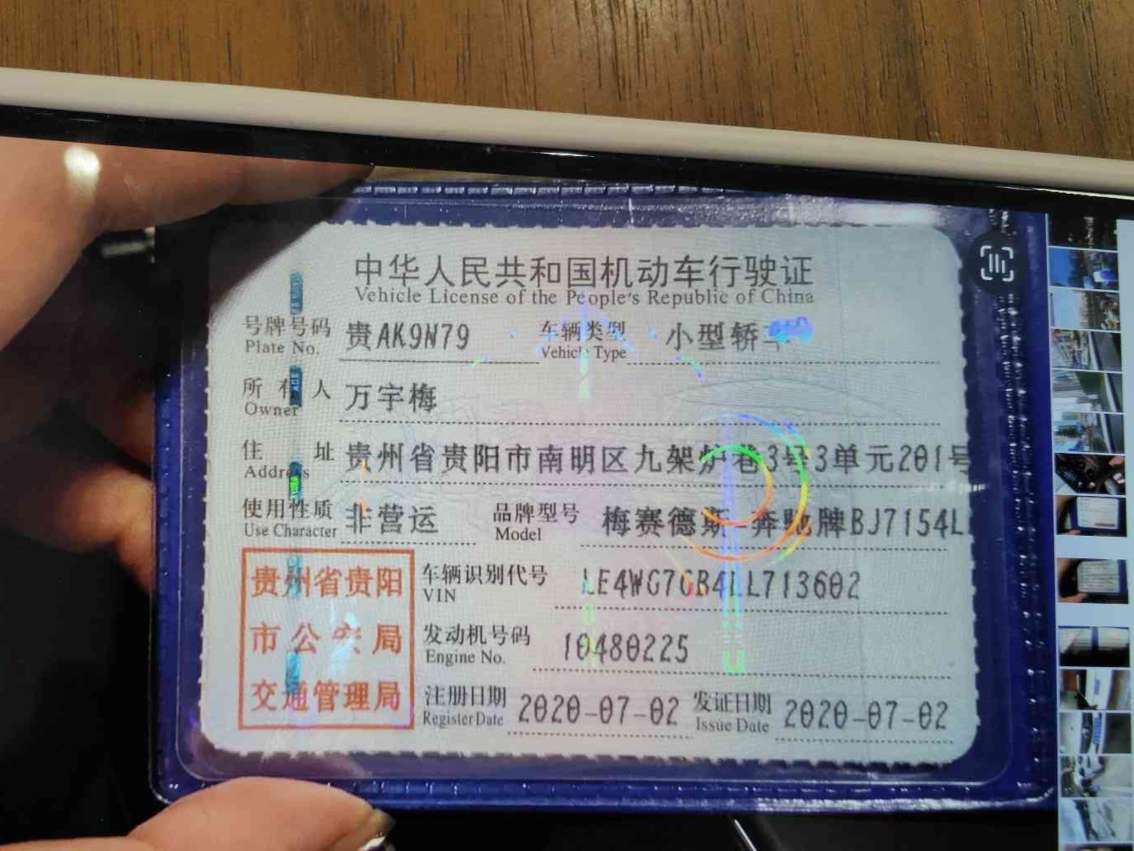 中华人民共和国机动车行驶证
Vehicle License of the People's Republic of China
号牌号码 贵AK9N79 车辆类型 小型轿车
Plate No. Vehicle Type
所有人 万宇梅
Owner
住址 贵州省贵阳市南明区九架炉巷3号3单元201号
Address
使用性质 非营运 品牌型号 梅赛德斯-奔驰牌BJ7154L
Use Character Model
贵州省贵阳 车辆识别代号 LE4WG7GB4LL713602
VIN
市公安局 发动机号码 10480225
Engine No.
交通管理局 注册日期 2020-07-02 发证日期 2020-07-02
Register Date Issue Date